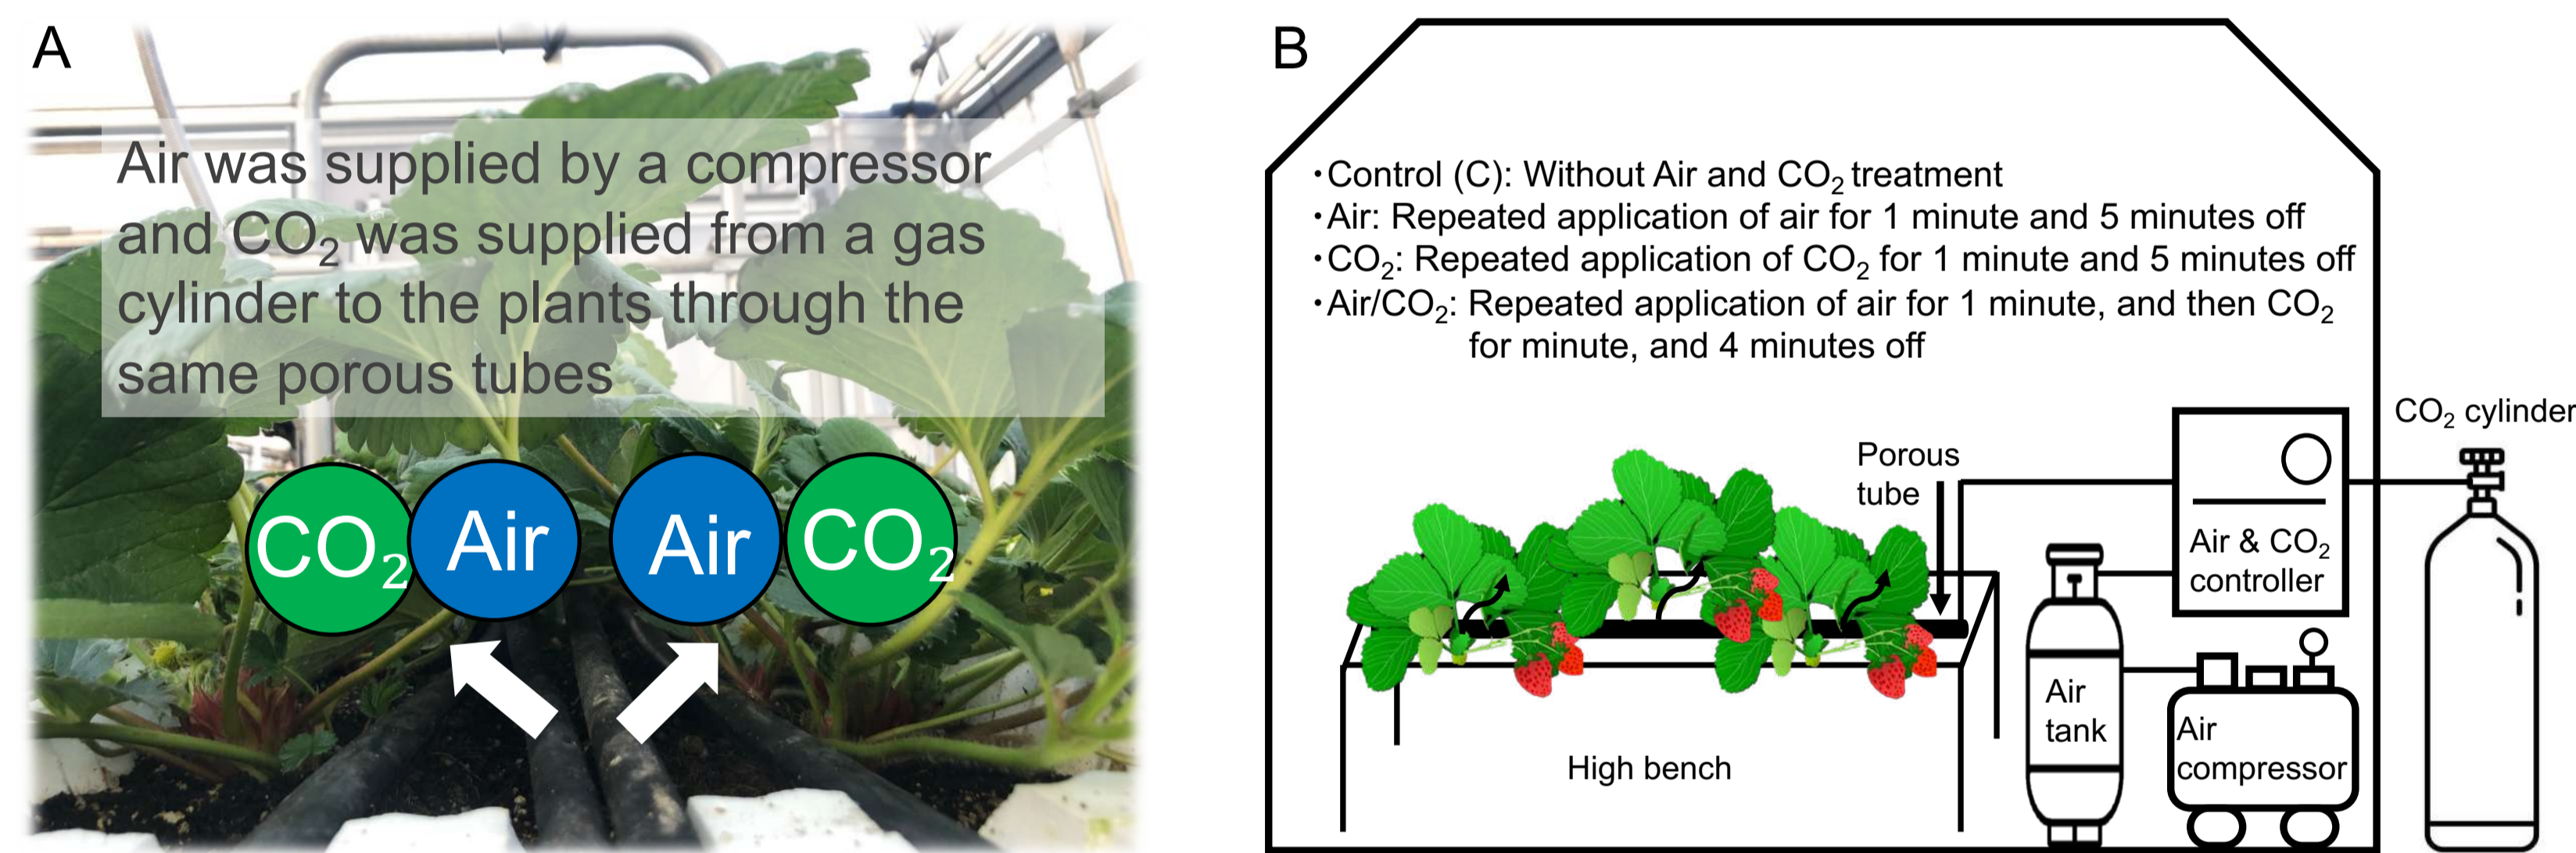 A
Air was supplied by a compressor
and CO₂ was supplied from a gas
cylinder to the plants through the
same porous tubes
CO₂ Air Air CO₂
B
・Control (C): Without Air and CO₂ treatment
・Air: Repeated application of air for 1 minute and 5 minutes off
・CO₂: Repeated application of CO₂ for 1 minute and 5 minutes off
・Air/CO₂: Repeated application of air for 1 minute, and then CO₂
for minute, and 4 minutes off
Porous
tube
High bench
Air
tank
Air & CO₂
controller
Air
compressor
CO₂ cylinder